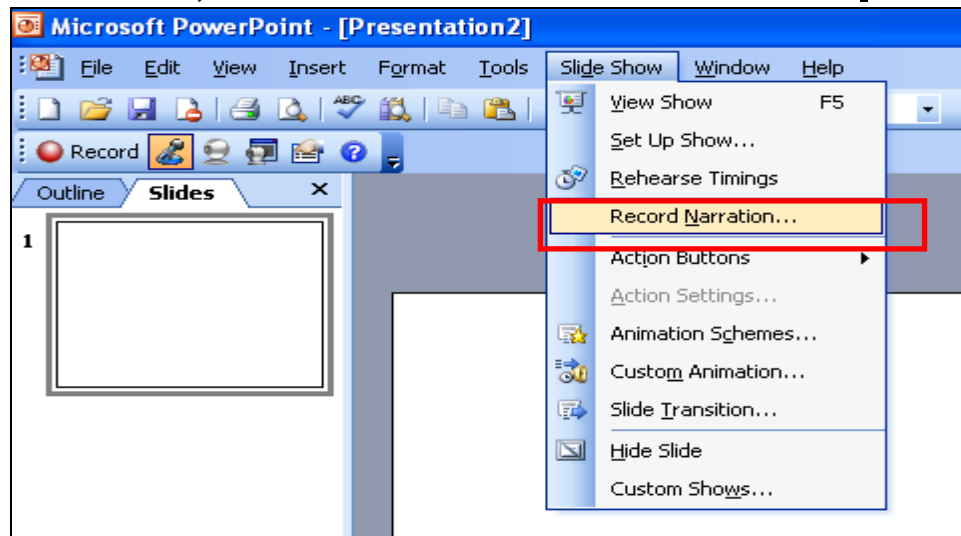 Microsoft PowerPoint - [Presentation2]
File Edit View Insert Format Tools Slide Show Window Help
ABC
Record
Outline Slides
1
View Show F5
Set Up Show...
Rehearse Timings
Record Narration...
Action Buttons
Action Settings...
Animation Schemes...
Custom Animation...
Slide Transition...
Hide Slide
Custom Shows...